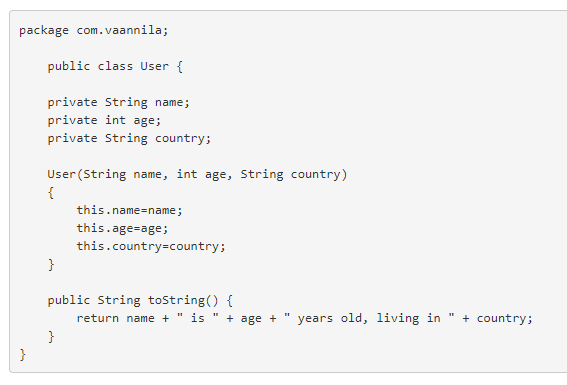 package com.vaannila;
public class User {
private String name;
private int age;
private String country;
User(String name, int age, String country)
{
this.name=name;
this.age=age;
this.country=country;
}
public String toString() {
return name + " is " + age + " years old, living in " + country;
}
}